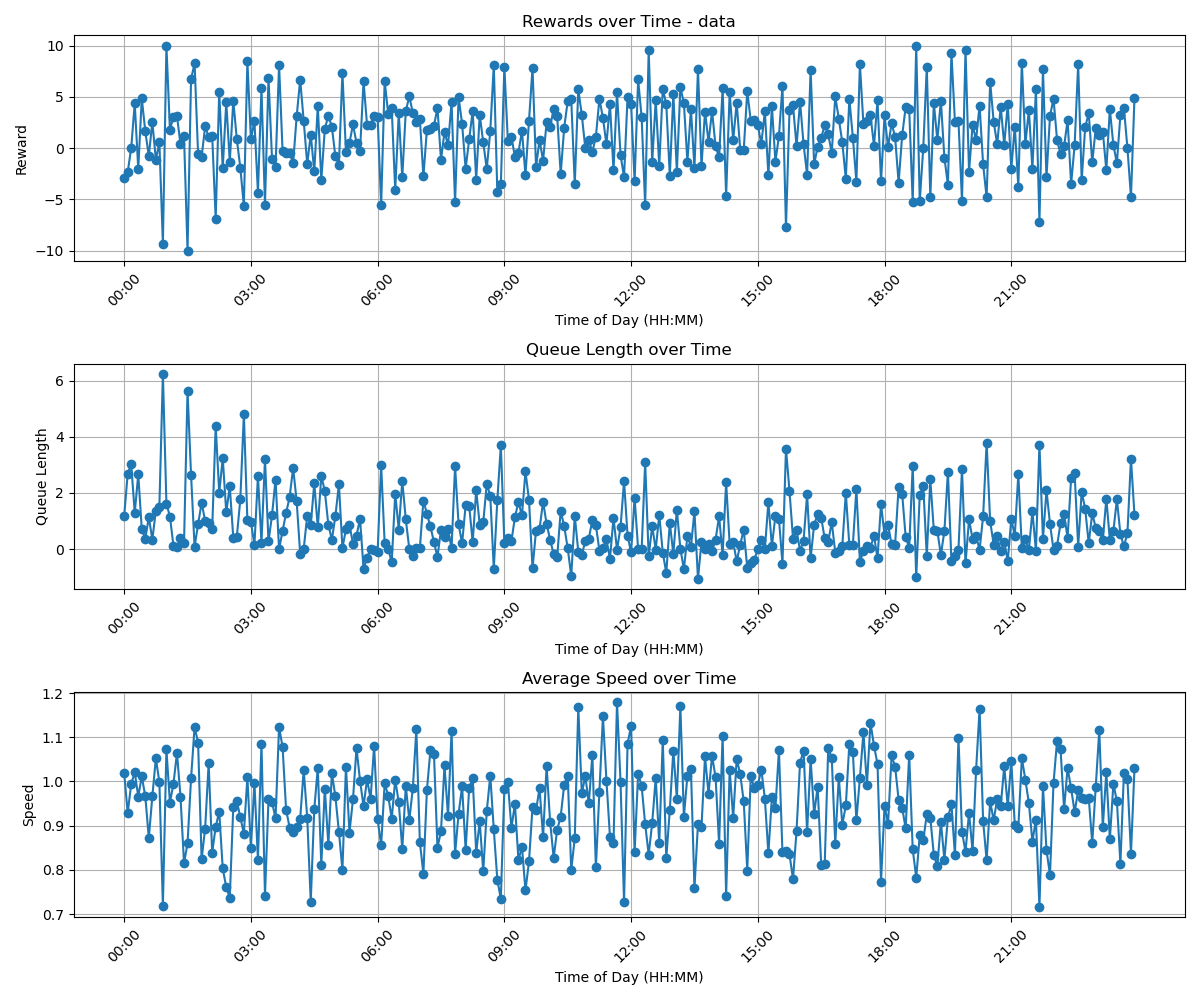 Rewards over Time - data
10
5
0
−5
−10
Reward
00:00 03:00 06:00 09:00 12:00 15:00 18:00 21:00
Time of Day (HH:MM)
Queue Length over Time
6
4
2
0
Queue Length
00:00 03:00 06:00 09:00 12:00 15:00 18:00 21:00
Time of Day (HH:MM)
Average Speed over Time
1.2
1.1
1.0
0.9
0.8
0.7
Speed
00:00 03:00 06:00 09:00 12:00 15:00 18:00 21:00
Time of Day (HH:MM)